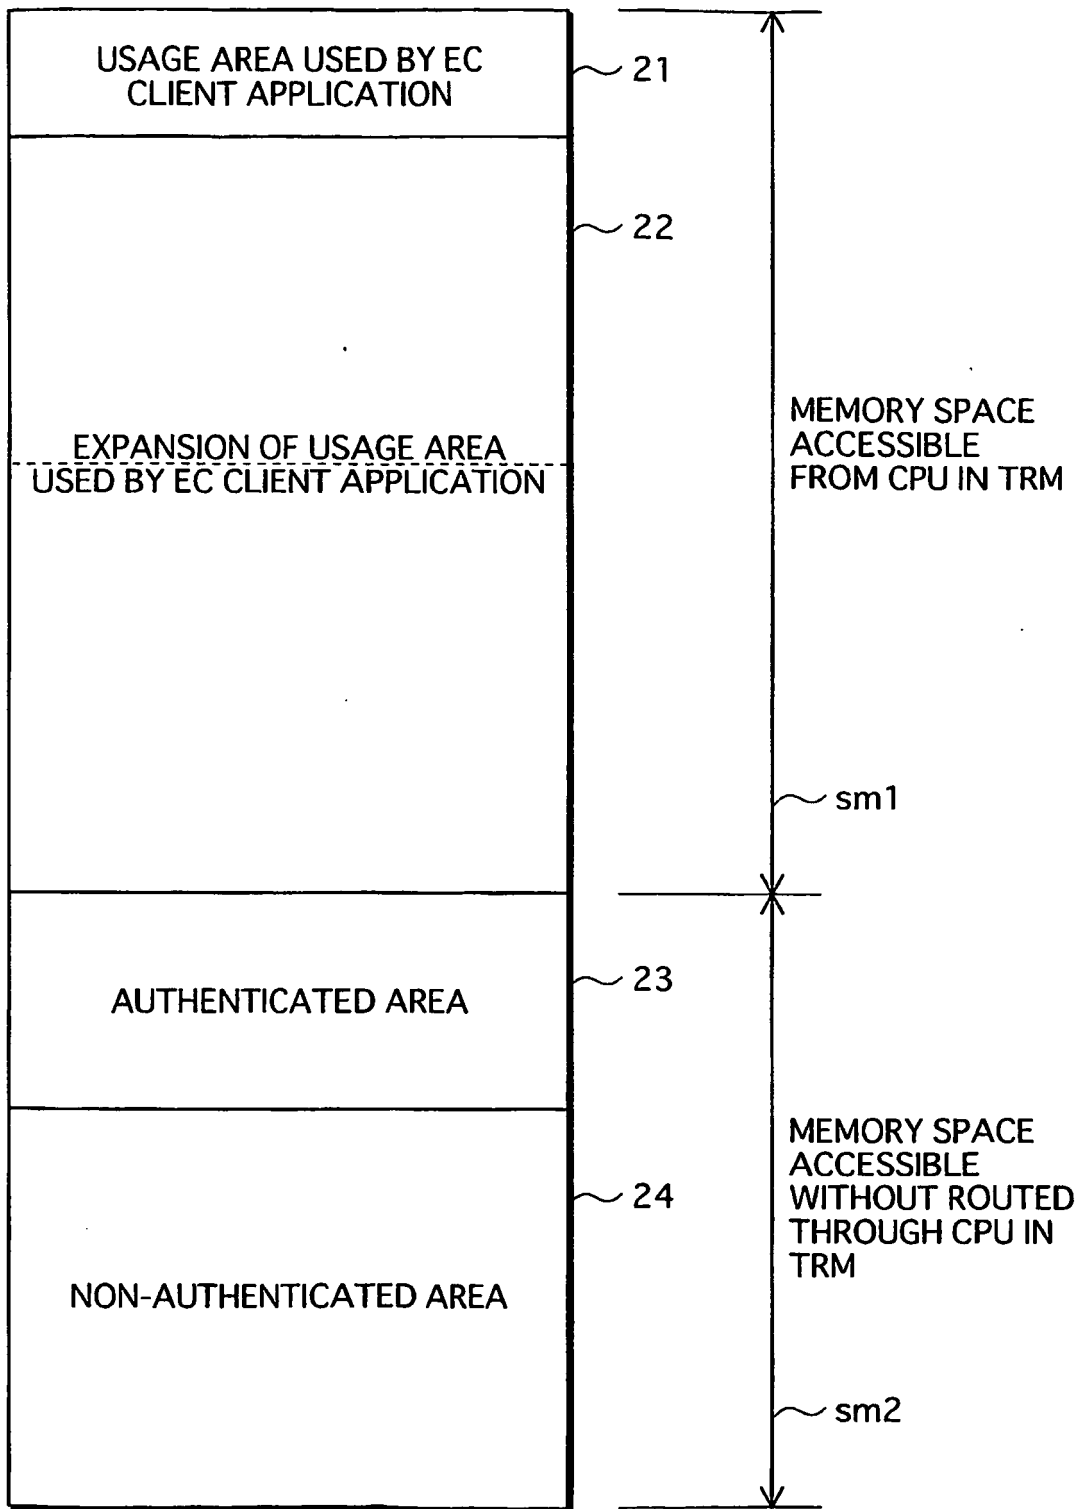 USAGE AREA USED BY EC
CLIENT APPLICATION
21
22
EXPANSION OF USAGE AREA
USED BY EC CLIENT APPLICATION
MEMORY SPACE
ACCESSIBLE
FROM CPU IN TRM
sm1
AUTHENTICATED AREA
23
MEMORY SPACE
ACCESSIBLE
WITHOUT ROUTED
THROUGH CPU IN
TRM
24
NON-AUTHENTICATED AREA
sm2